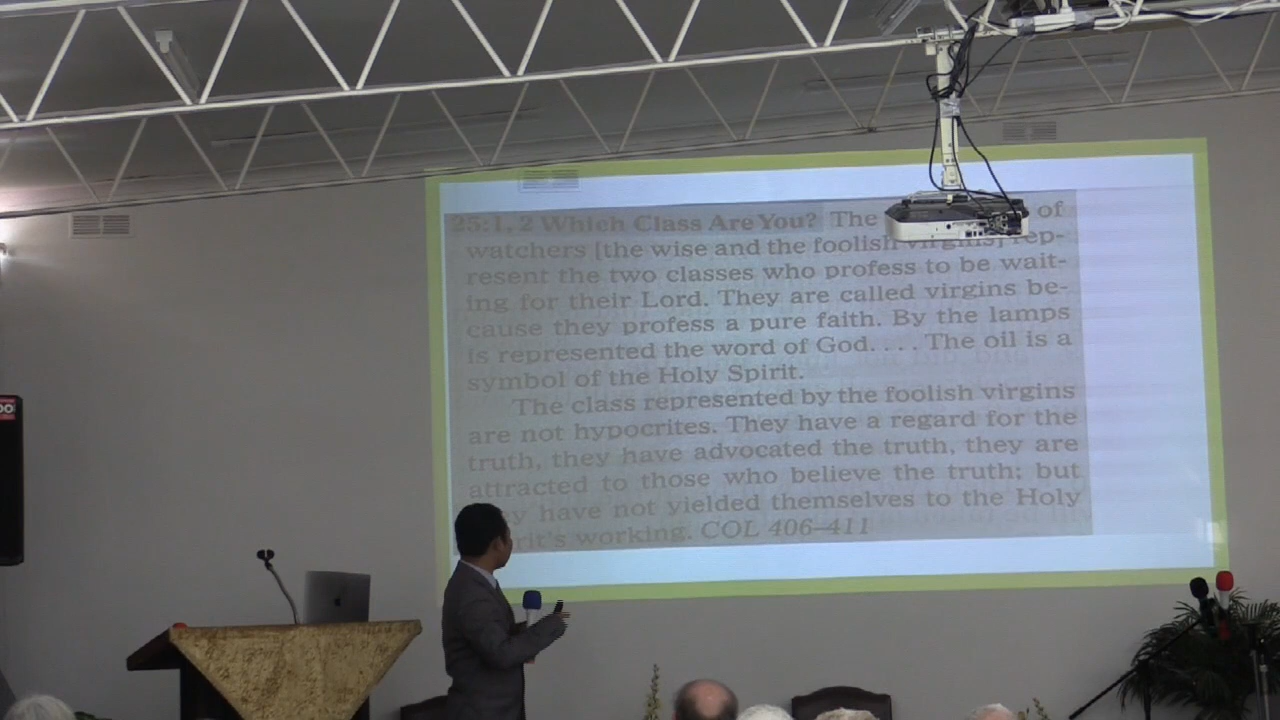 25:1, 2 Which Class Are You? The of
watchers [the wise and the foolish virgins] rep-
resent the two classes who profess to be wait-
ing for their Lord. They are called virgins be-
cause they profess a pure faith. By the lamps
is represented the word of God. . . . The oil is a
symbol of the Holy Spirit.
The class represented by the foolish virgins
are not hypocrites. They have a regard for the
truth, they have advocated the truth, they are
attracted to those who believe the truth; but
they have not yielded themselves to the Holy
rit's working. COL 406–411